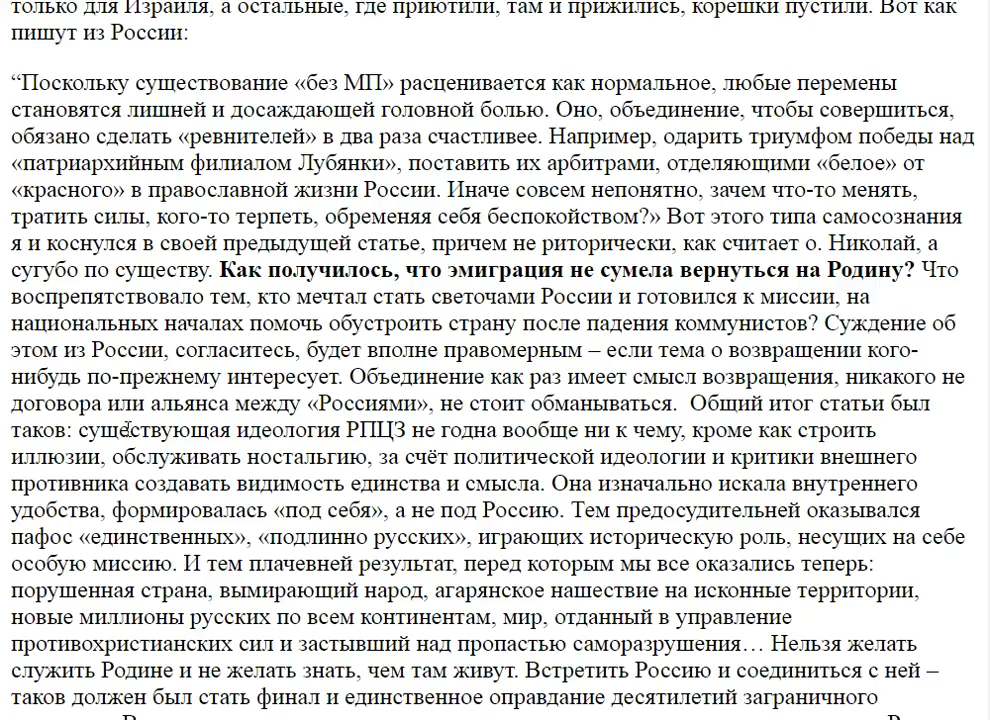 только для Израиля, а остальные, где приютили, там и прижились, корешки пустили. Вот как
пишут из России:
“Поскольку существование «без МП» расценивается как нормальное, любые перемены
становятся лишней и досаждающей головной болью. Оно, объединение, чтобы совершиться,
обязано сделать «ревнителей» в два раза счастливее. Например, одарить триумфом победы над
«патриархийным филиалом Лубянки», поставить их арбитрами, отделяющими «белое» от
«красного» в православной жизни России. Иначе совсем непонятно, зачем что-то менять,
тратить силы, кого-то терпеть, обременяя себя беспокойством?» Вот этого типа самосознания
я и коснулся в своей предыдущей статье, причем не риторически, как считает о. Николай, а
сугубо по существу. Как получилось, что эмиграция не сумела вернуться на Родину? Что
воспрепятствовало тем, кто мечтал стать светочами России и готовился к миссии, на
национальных началах помочь обустроить страну после падения коммунистов? Суждение об
этом из России, согласитесь, будет вполне правомерным – если тема о возвращении кого-
нибудь по-прежнему интересует. Объединение как раз имеет смысл возвращения, никакого не
договора или альянса между «Россиями», не стоит обманываться.  Общий итог статьи был
таков: существующая идеология РПЦЗ не годна вообще ни к чему, кроме как строить
иллюзии, обслуживать ностальгию, за счёт политической идеологии и критики внешнего
противника создавать видимость единства и смысла. Она изначально искала внутреннего
удобства, формировалась «под себя», а не под Россию. Тем предосудительней оказывался
пафос «единственных», «подлинно русских», играющих историческую роль, несущих на себе
особую миссию. И тем плачевней результат, перед которым мы все оказались теперь:
порушенная страна, вымирающий народ, агарянское нашествие на исконные территории,
новые миллионы русских по всем континентам, мир, отданный в управление
противохристианских сил и застывший над пропастью саморазрушения… Нельзя желать
служить Родине и не желать знать, чем там живут. Встретить Россию и соединиться с ней –
таков должен был стать финал и единственное оправдание десятилетий заграничного